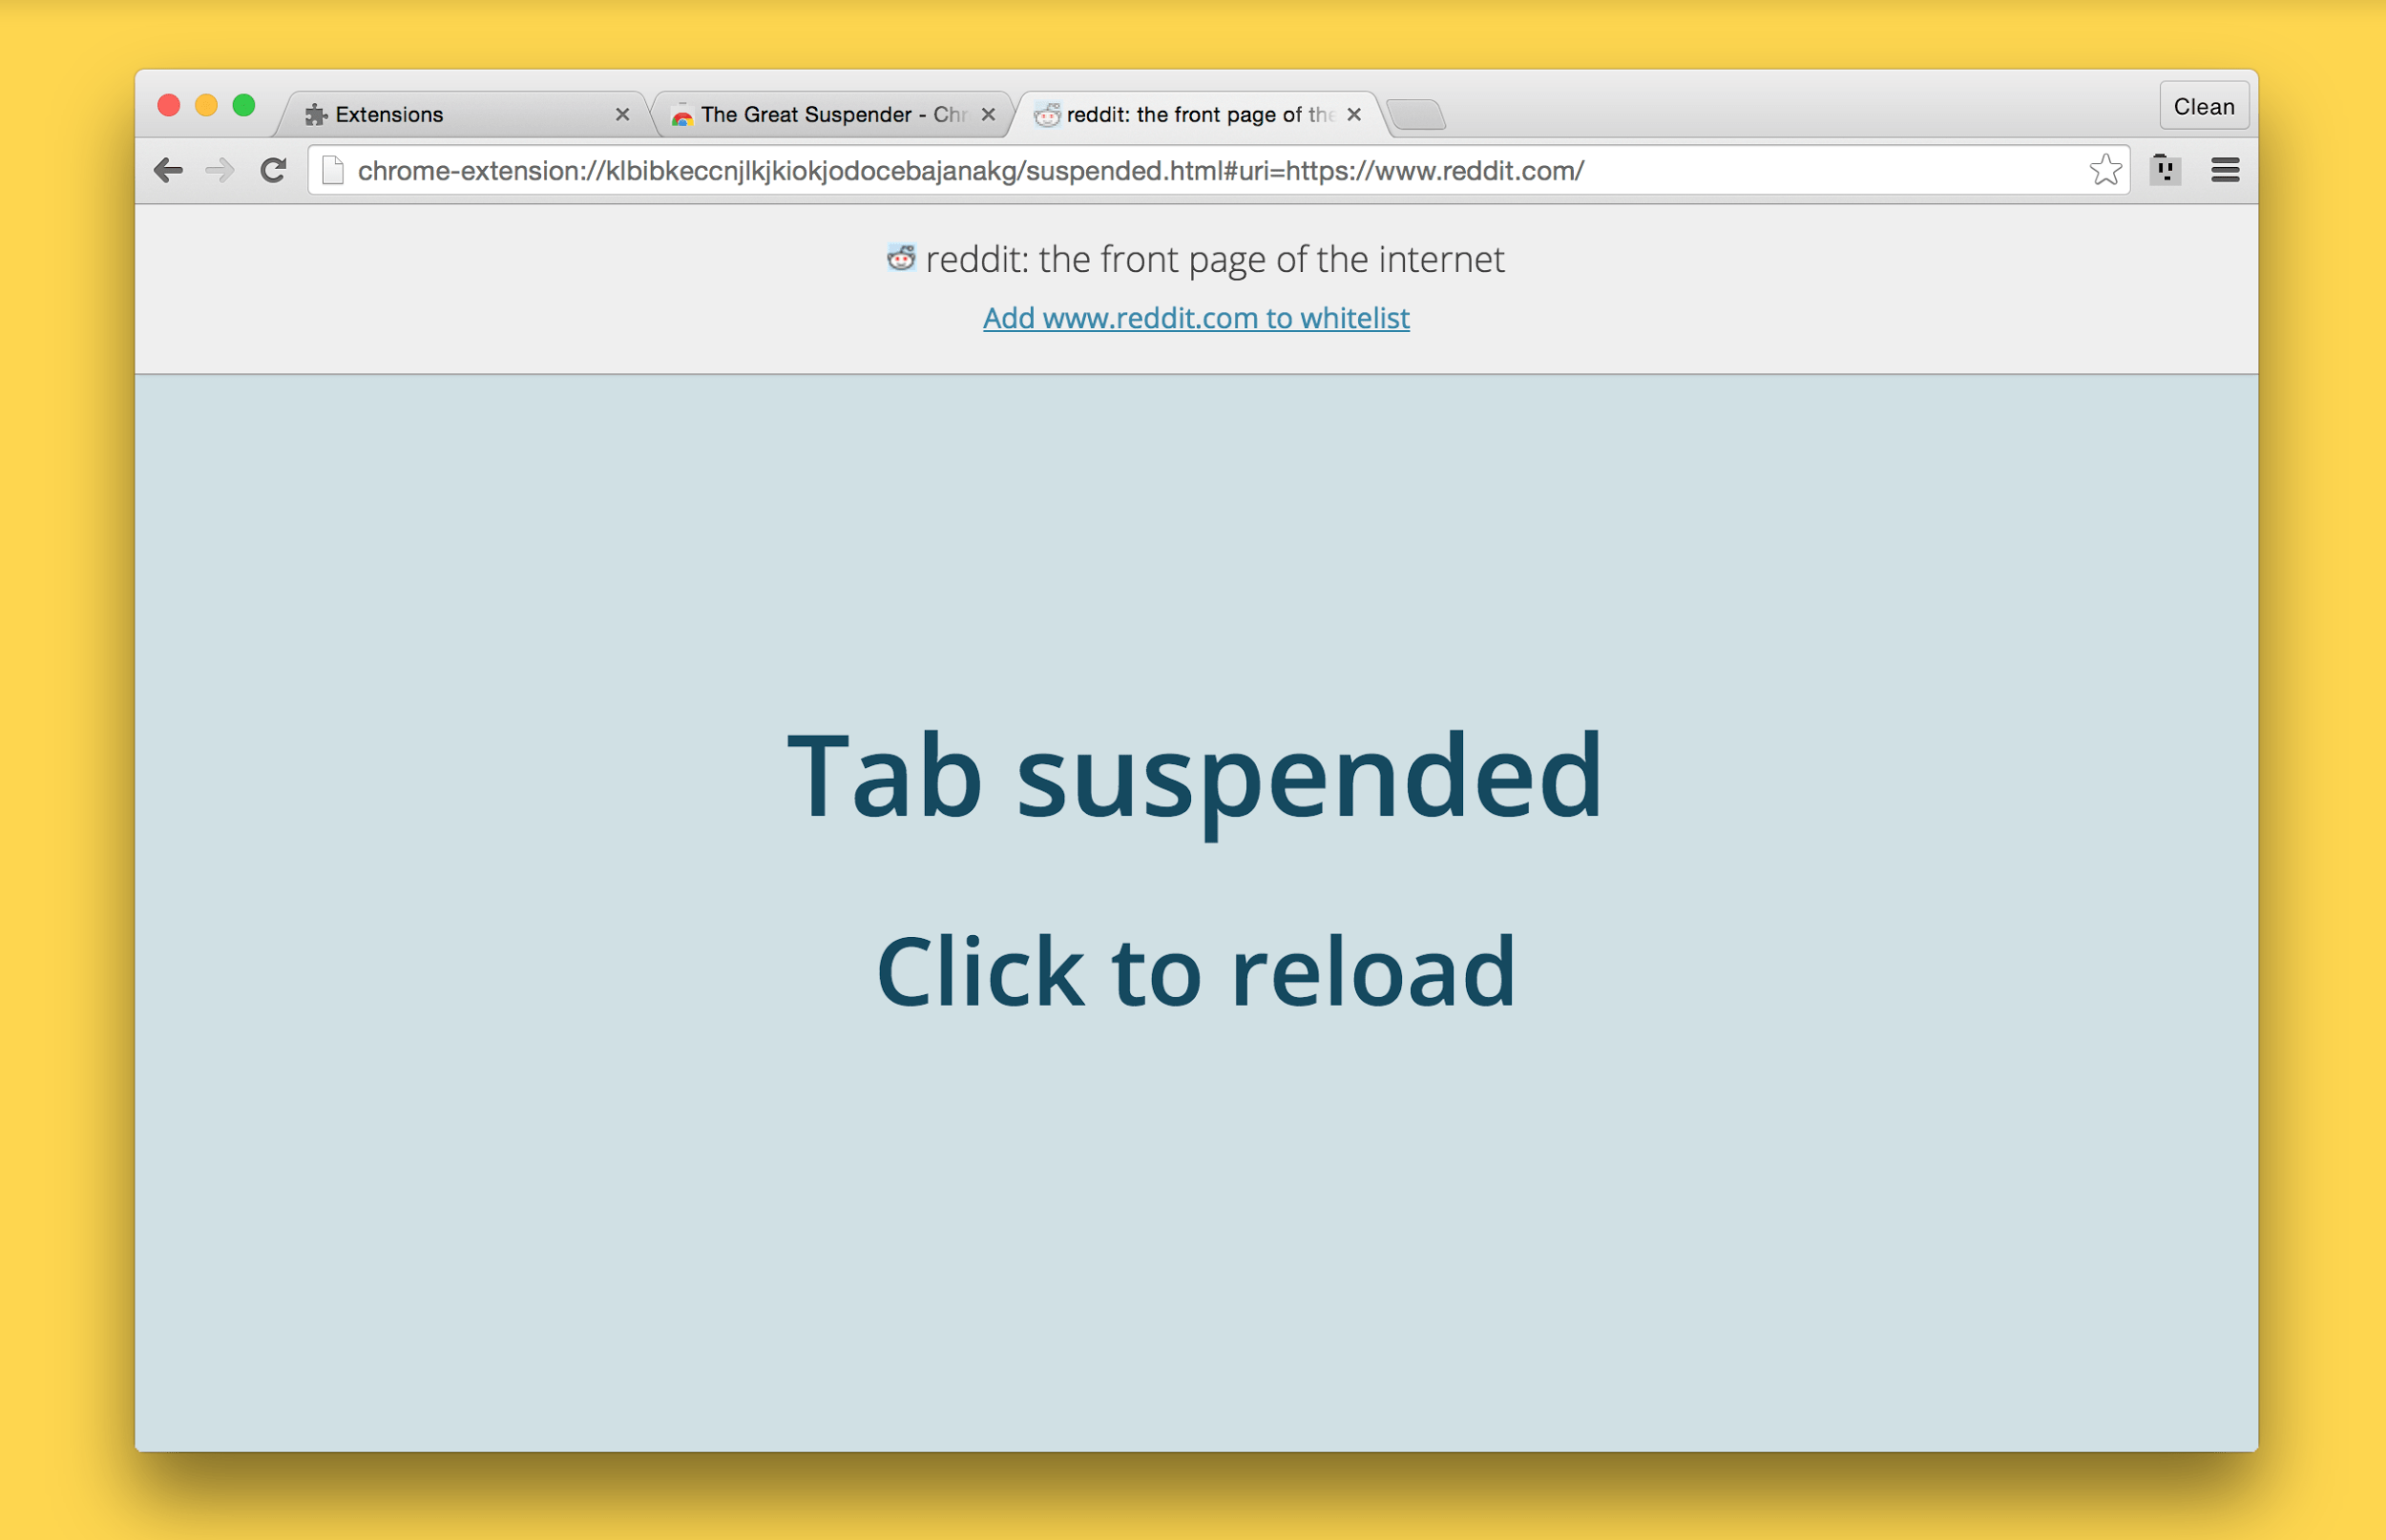 Extensions
The Great Suspender - Chr
reddit: the front page of the
Clean
chrome-extension://klbibkeccnjlkjkiokjodocebajanakg/suspended.html#uri=https://www.reddit.com/
reddit: the front page of the internet
Add www.reddit.com to whitelist
Tab suspended
Click to reload